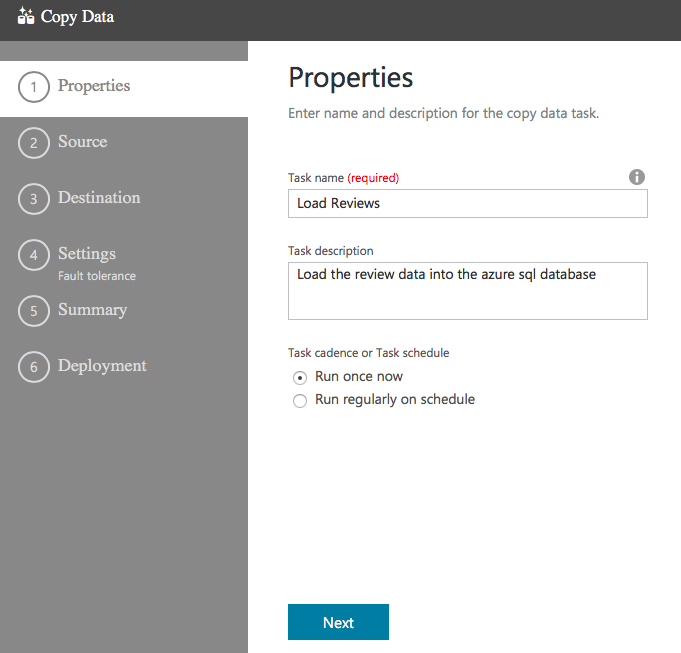 Copy Data
1 Properties
2 Source
3 Destination
4 Settings
Fault tolerance
5 Summary
6 Deployment
Properties
Enter name and description for the copy data task.
Task name (required)
Load Reviews
Task description
Load the review data into the azure sql database
Task cadence or Task schedule
Run once now
Run regularly on schedule
Next